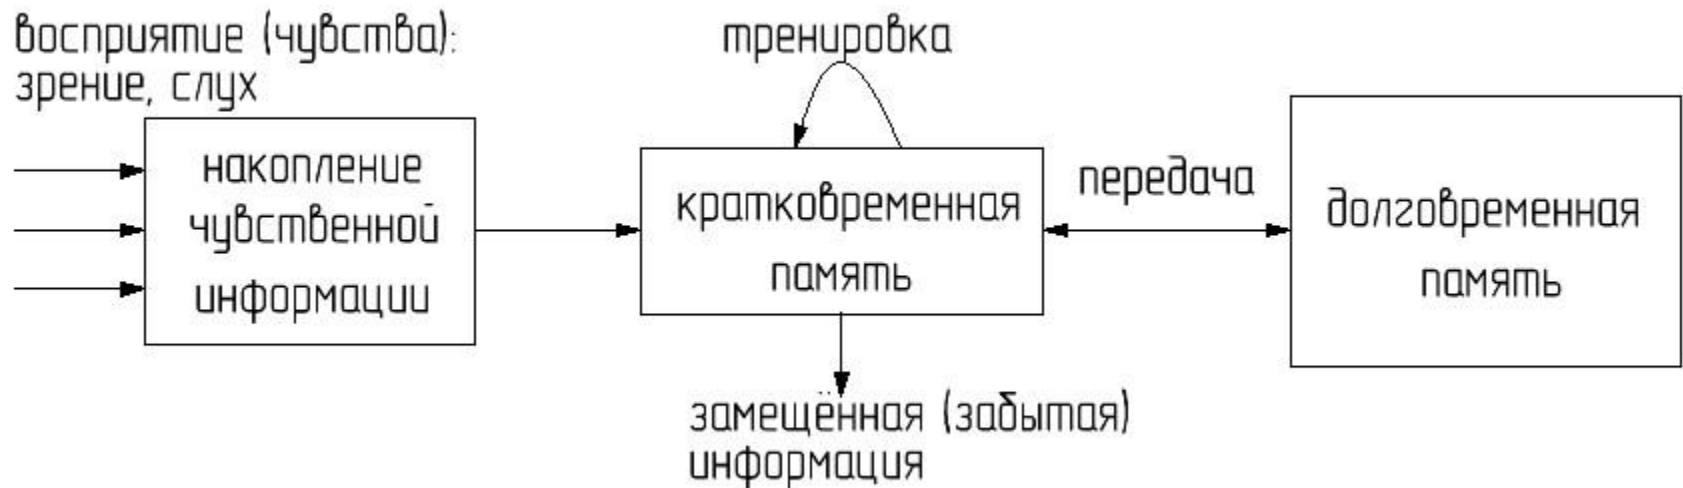 восприятие (чувства):
зрение, слух
тренировка
накопление
чувственной
информации
кратковременная
память
передача
долговременная
память
замещённая (забытая)
информация